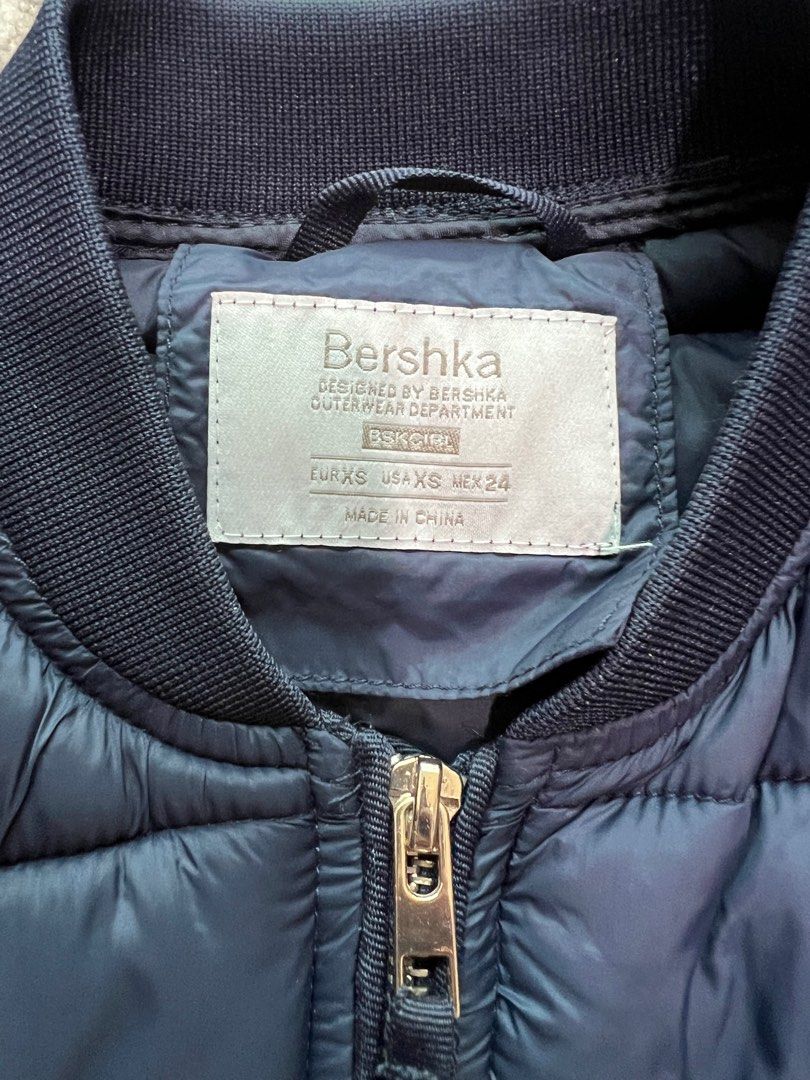 Bershka
DESIGNED BY BERSHKA
OUTERWEAR DEPARTMENT
BSKGIRL
EUR XS USA XS MEX 24
MADE IN CHINA